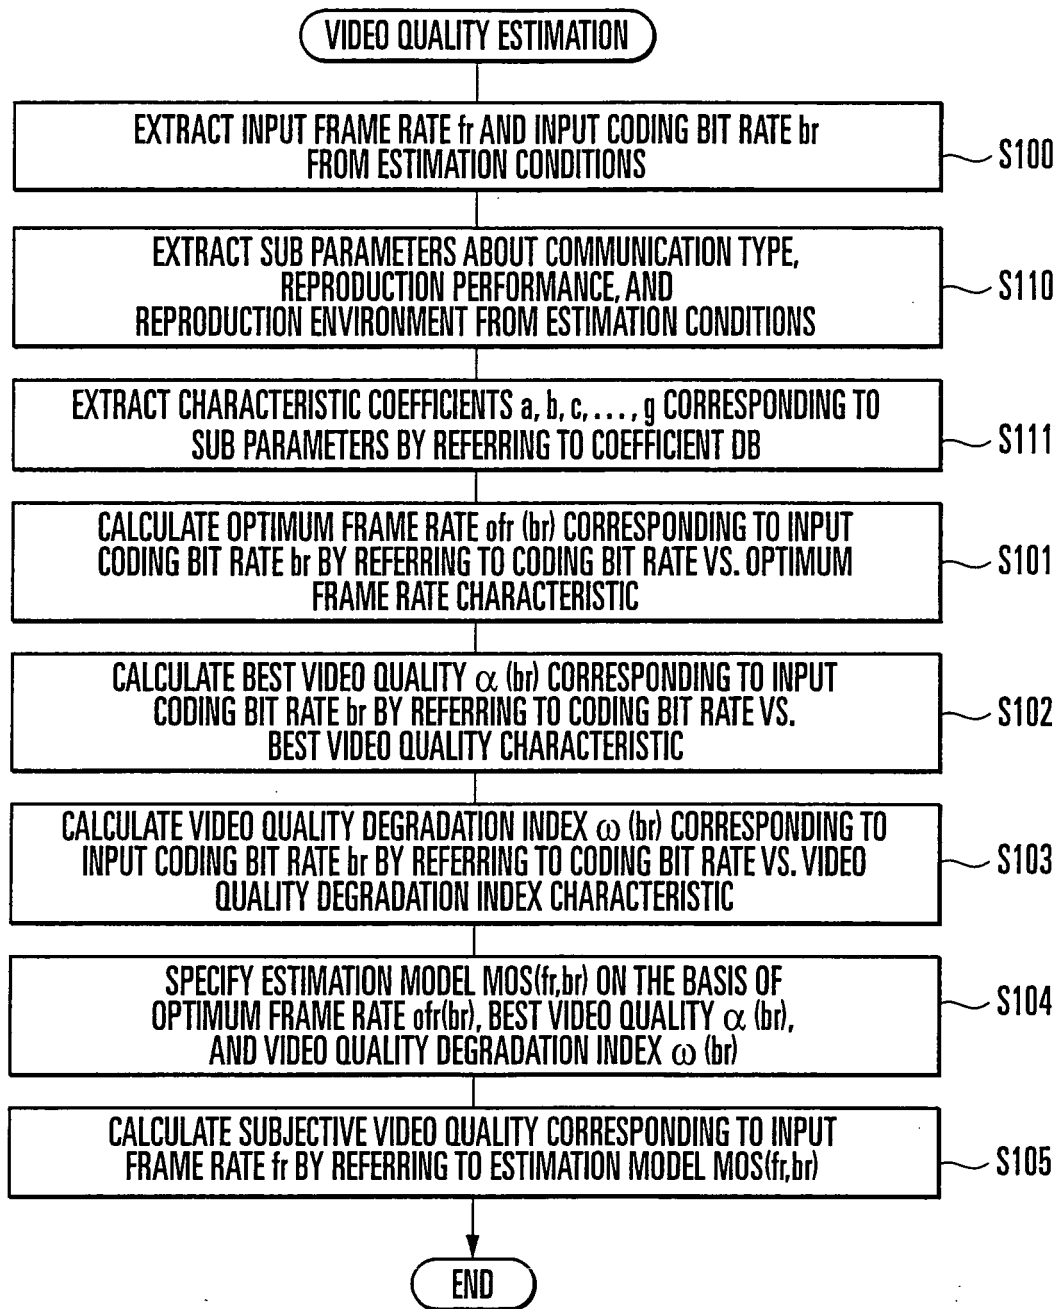 VIDEO QUALITY ESTIMATION
EXTRACT INPUT FRAME RATE fr AND INPUT CODING BIT RATE br
FROM ESTIMATION CONDITIONS
S100
EXTRACT SUB PARAMETERS ABOUT COMMUNICATION TYPE,
REPRODUCTION PERFORMANCE, AND
REPRODUCTION ENVIRONMENT FROM ESTIMATION CONDITIONS
S110
EXTRACT CHARACTERISTIC COEFFICIENTS a, b, c, ..., g CORRESPONDING TO
SUB PARAMETERS BY REFERRING TO COEFFICIENT DB
S111
CALCULATE OPTIMUM FRAME RATE ofr (br) CORRESPONDING TO INPUT
CODING BIT RATE br BY REFERRING TO CODING BIT RATE VS. OPTIMUM
FRAME RATE CHARACTERISTIC
S101
CALCULATE BEST VIDEO QUALITY α (br) CORRESPONDING TO INPUT
CODING BIT RATE br BY REFERRING TO CODING BIT RATE VS.
BEST VIDEO QUALITY CHARACTERISTIC
S102
CALCULATE VIDEO QUALITY DEGRADATION INDEX ω (br) CORRESPONDING TO
INPUT CODING BIT RATE br BY REFERRING TO CODING BIT RATE VS. VIDEO
QUALITY DEGRADATION INDEX CHARACTERISTIC
S103
SPECIFY ESTIMATION MODEL MOS(fr,br) ON THE BASIS OF
OPTIMUM FRAME RATE ofr(br), BEST VIDEO QUALITY α (br),
AND VIDEO QUALITY DEGRADATION INDEX ω (br)
S104
CALCULATE SUBJECTIVE VIDEO QUALITY CORRESPONDING TO INPUT
FRAME RATE fr BY REFERRING TO ESTIMATION MODEL MOS(fr,br)
S105
END